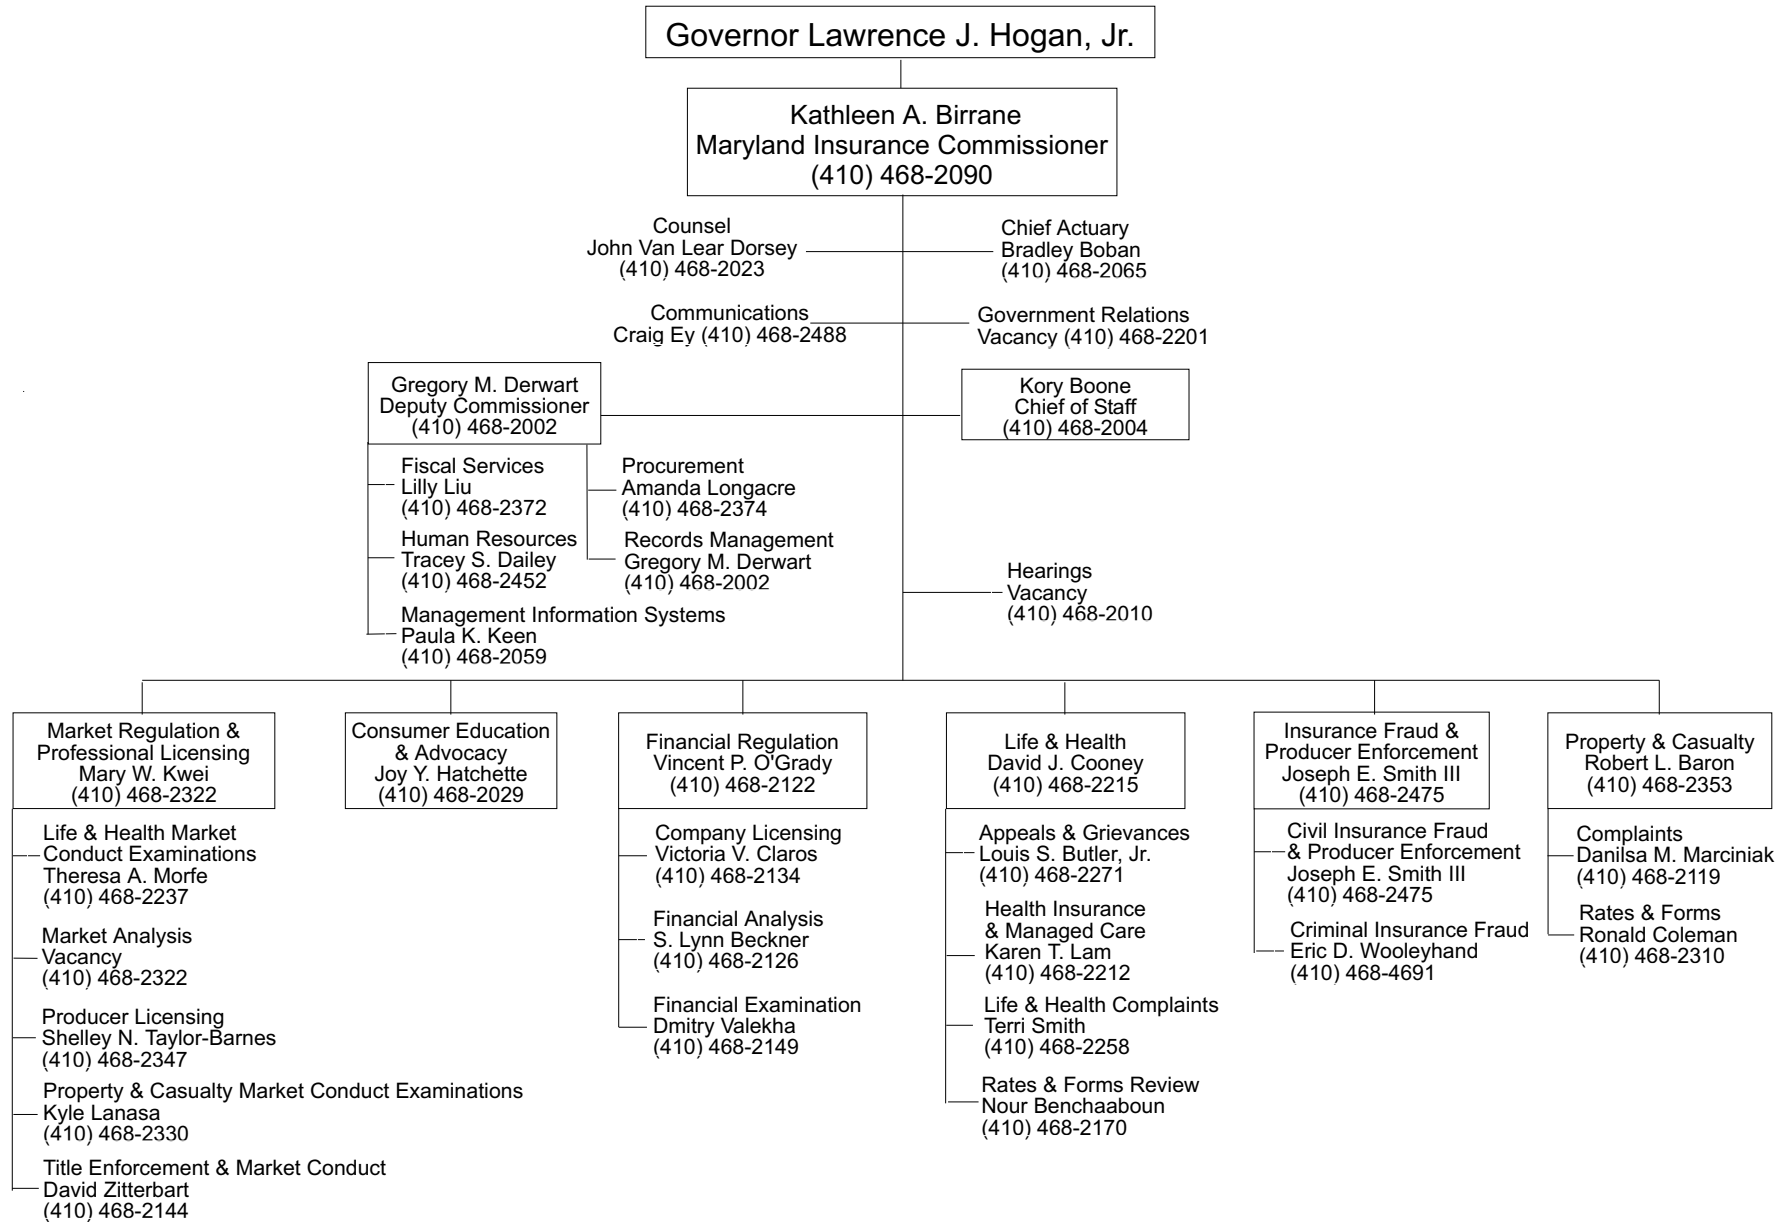 Governor Lawrence J. Hogan, Jr.
Kathleen A. Birrane
Maryland Insurance Commissioner
(410) 468-2090
Counsel
John Van Lear Dorsey
(410) 468-2023
Chief Actuary
Bradley Boban
(410) 468-2065
Communications
Craig Ey (410) 468-2488
Government Relations
Vacancy (410) 468-2201
Gregory M. Derwart
Deputy Commissioner
(410) 468-2002
Kory Boone
Chief of Staff
(410) 468-2004
Fiscal Services
Lilly Liu
(410) 468-2372
Procurement
Amanda Longacre
(410) 468-2374
Human Resources
Tracey S. Dailey
(410) 468-2452
Records Management
Gregory M. Derwart
(410) 468-2002
Management Information Systems
Paula K. Keen
(410) 468-2059
Hearings
Vacancy
(410) 468-2010
Market Regulation &
Professional Licensing
Mary W. Kwei
(410) 468-2322
Life & Health Market
Conduct Examinations
Theresa A. Morfe
(410) 468-2237
Market Analysis
Vacancy
(410) 468-2322
Producer Licensing
Shelley N. Taylor-Barnes
(410) 468-2347
Property & Casualty Market Conduct Examinations
Kyle Lanasa
(410) 468-2330
Title Enforcement & Market Conduct
David Zitterbart
(410) 468-2144
Consumer Education
& Advocacy
Joy Y. Hatchette
(410) 468-2029
Financial Regulation
Vincent P. O'Grady
(410) 468-2122
Company Licensing
Victoria V. Claros
(410) 468-2134
Financial Analysis
S. Lynn Beckner
(410) 468-2126
Financial Examination
Dmitry Valekha
(410) 468-2149
Life & Health
David J. Cooney
(410) 468-2215
Appeals & Grievances
Louis S. Butler, Jr.
(410) 468-2271
Health Insurance
& Managed Care
Karen T. Lam
(410) 468-2212
Life & Health Complaints
Terri Smith
(410) 468-2258
Rates & Forms Review
Nour Benchaaboun
(410) 468-2170
Insurance Fraud &
Producer Enforcement
Joseph E. Smith III
(410) 468-2475
Civil Insurance Fraud
& Producer Enforcement
Joseph E. Smith III
(410) 468-2475
Criminal Insurance Fraud
Eric D. Wooleyhand
(410) 468-4691
Property & Casualty
Robert L. Baron
(410) 468-2353
Complaints
Danilsa M. Marciniak
(410) 468-2119
Rates & Forms
Ronald Coleman
(410) 468-2310